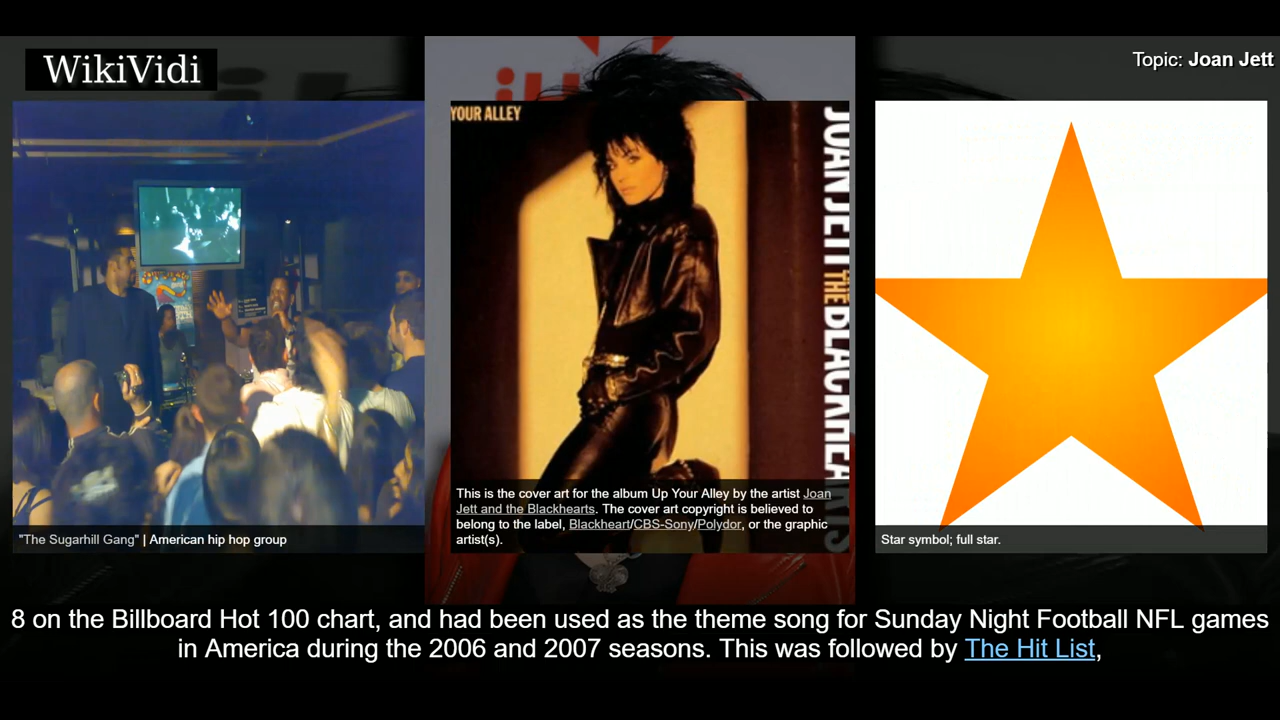 WikiVidi
Topic: Joan Jett
YOUR ALLEY
JOAN JETT
THE BLACKHEARTS
"The Sugarhill Gang" | American hip hop group
This is the cover art for the album Up Your Alley by the artist Joan
Jett and the Blackhearts. The cover art copyright is believed to
belong to the label, Blackheart/CBS-Sony/Polydor, or the graphic
artist(s).
Star symbol; full star.
8 on the Billboard Hot 100 chart, and had been used as the theme song for Sunday Night Football NFL games
in America during the 2006 and 2007 seasons. This was followed by The Hit List,